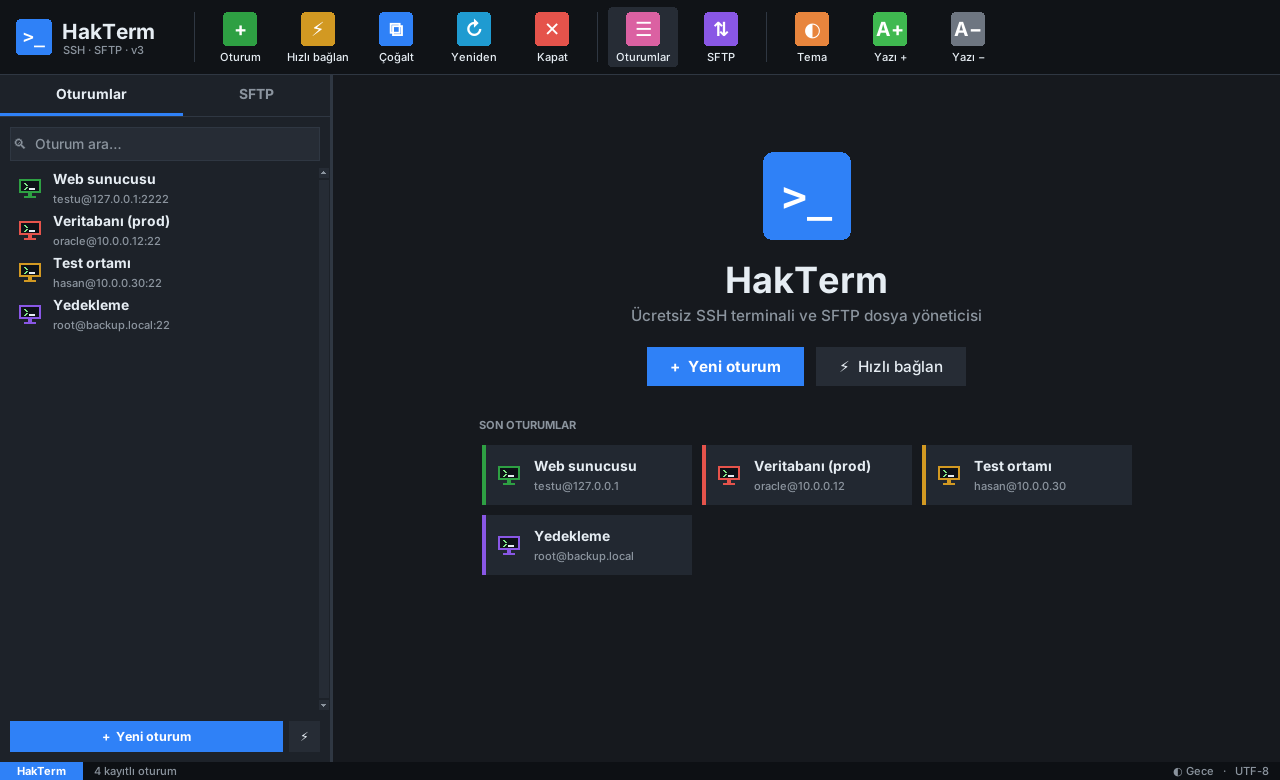 >_ HakTerm
SSH · SFTP · v3
+ Oturum
⚡ Hızlı bağlan
⧉ Çoğalt
↻ Yeniden
✕ Kapat
☰ Oturumlar
⇅ SFTP
◐ Tema
A+ Yazı +
A− Yazı −
Oturumlar SFTP
Oturum ara...
Web sunucusu
testu@127.0.0.1:2222
Veritabanı (prod)
oracle@10.0.0.12:22
Test ortamı
hasan@10.0.0.30:22
Yedekleme
root@backup.local:22
+ Yeni oturum ⚡
>_
HakTerm
Ücretsiz SSH terminali ve SFTP dosya yöneticisi
+ Yeni oturum ⚡ Hızlı bağlan
SON OTURUMLAR
Web sunucusu
testu@127.0.0.1
Veritabanı (prod)
oracle@10.0.0.12
Test ortamı
hasan@10.0.0.30
Yedekleme
root@backup.local
HakTerm 4 kayıtlı oturum ◐ Gece · UTF-8